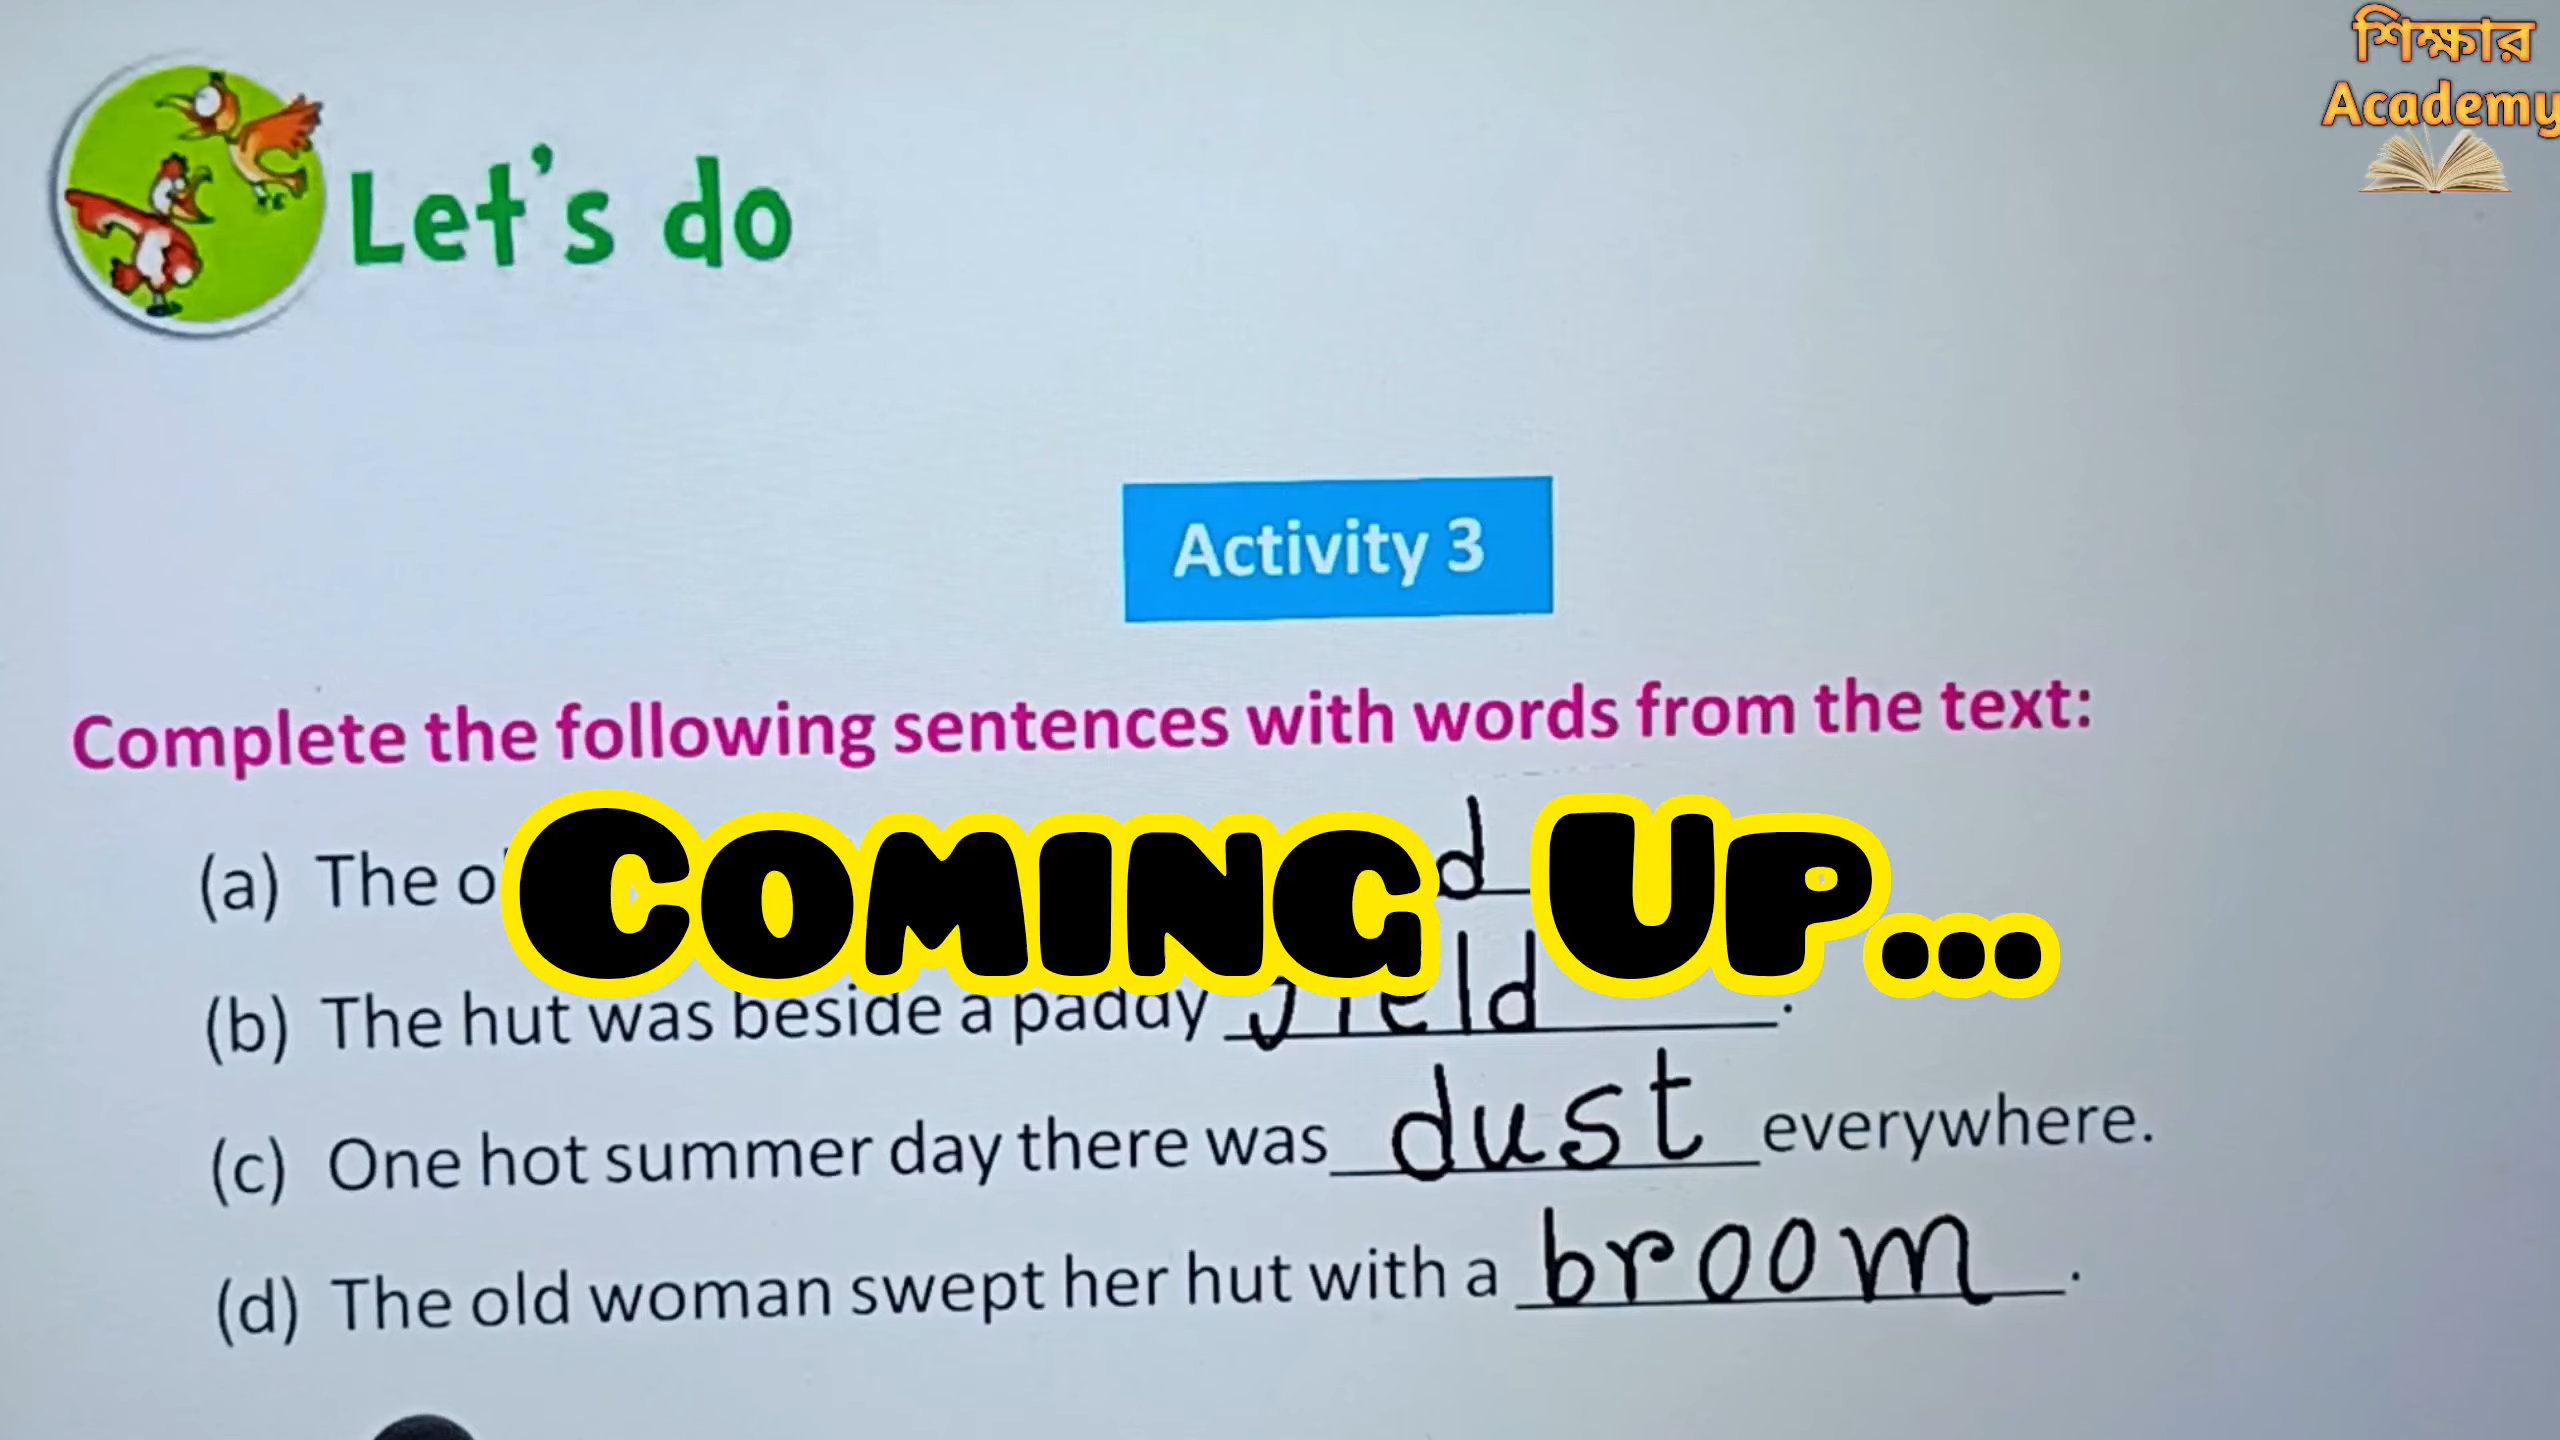 শিক্ষার
Academy
Let's do
Activity 3
Complete the following sentences with words from the text:
(a) The
Coming Up...
(b) The hut was beside a paddy field.
(c) One hot summer day there was dust everywhere.
(d) The old woman swept her hut with a broom.